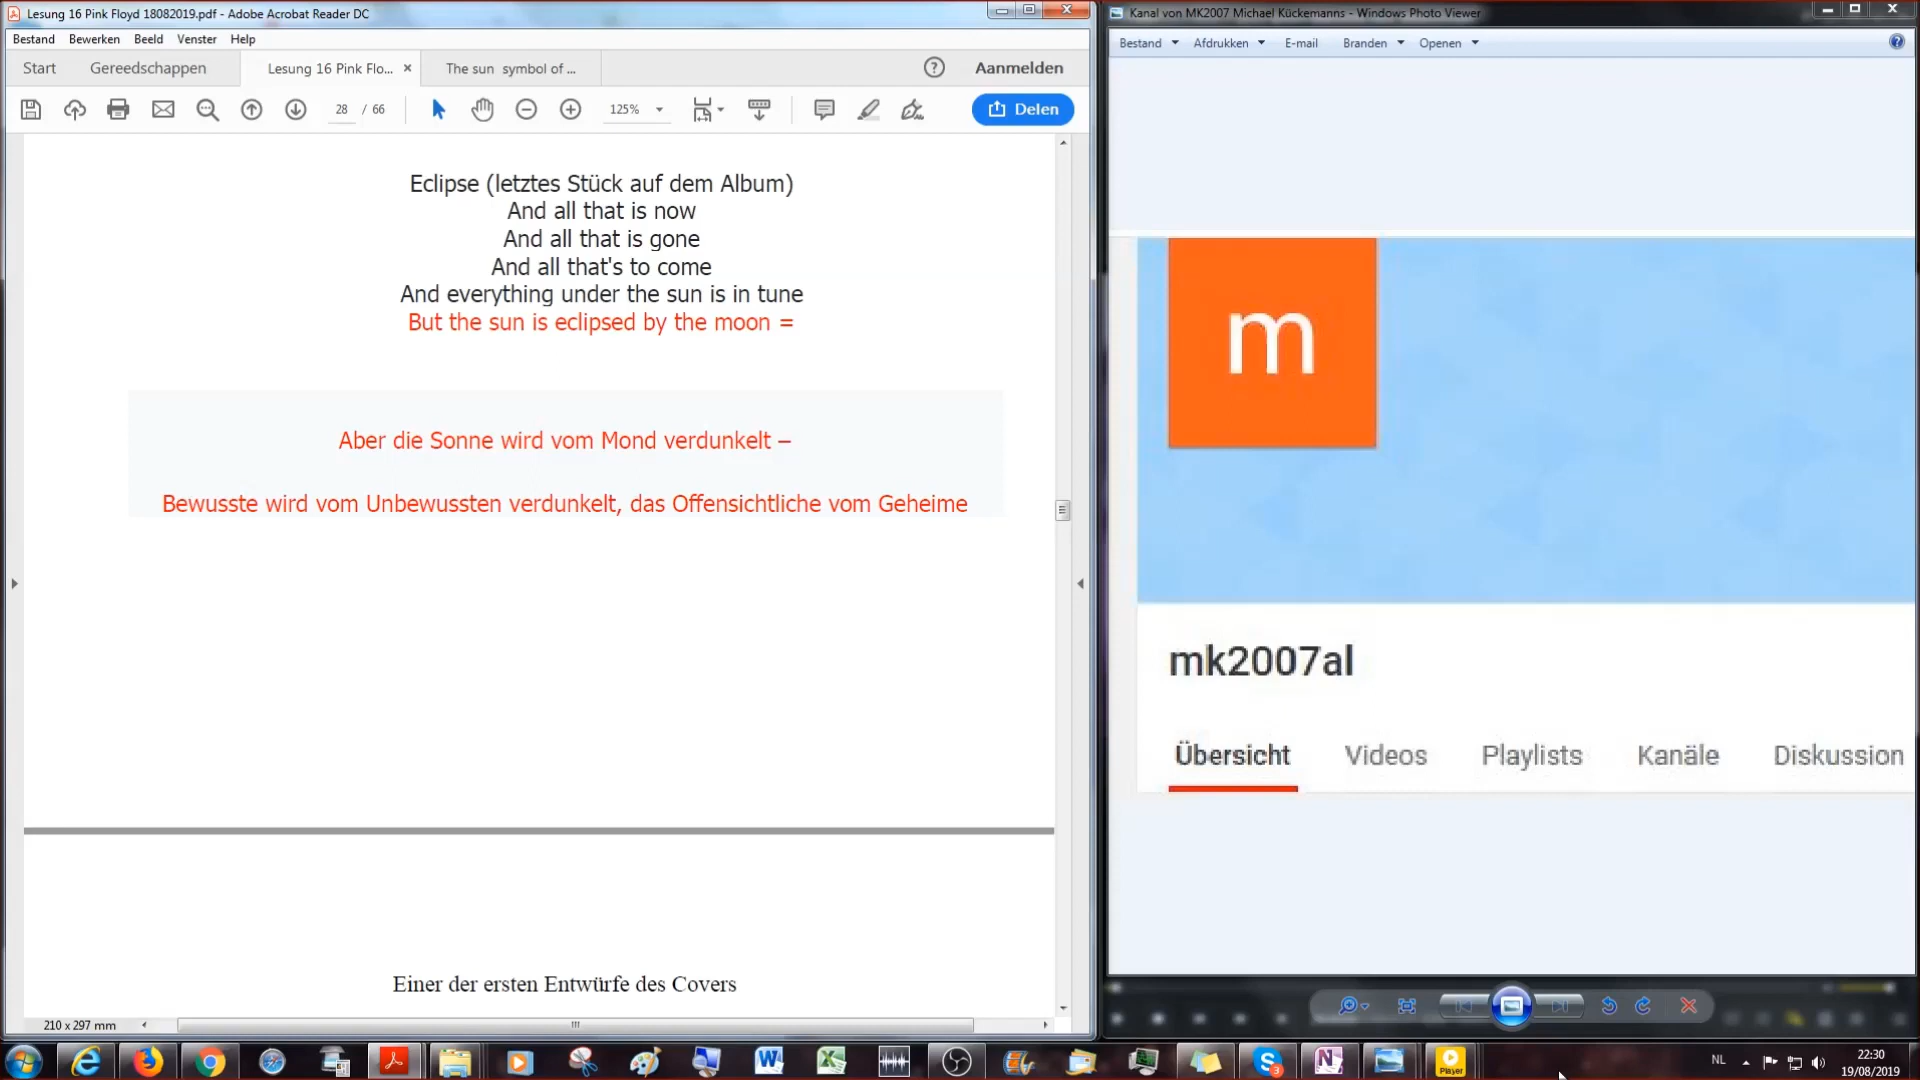 Lesung 16 Pink Floyd 18082019.pdf - Adobe Acrobat Reader DC
Bestand Bewerken Beeld Venster Help
Start Gereedschappen Lesung 16 Pink Flo... The sun symbol of ... Aanmelden
28 / 66 125% Delen
Eclipse (letztes Stück auf dem Album)
And all that is now
And all that is gone
And all that's to come
And everything under the sun is in tune
But the sun is eclipsed by the moon =
Aber die Sonne wird vom Mond verdunkelt –
Bewusste wird vom Unbewussten verdunkelt, das Offensichtliche vom Geheime
Einer der ersten Entwürfe des Covers
210 x 297 mm
Kanal von MK2007 Michael Kückemanns - Windows Photo Viewer
Bestand Afdrukken E-mail Branden Openen
m
mk2007al
Übersicht Videos Playlists Kanäle Diskussion
Player
3
NL
22:30
19/08/2019